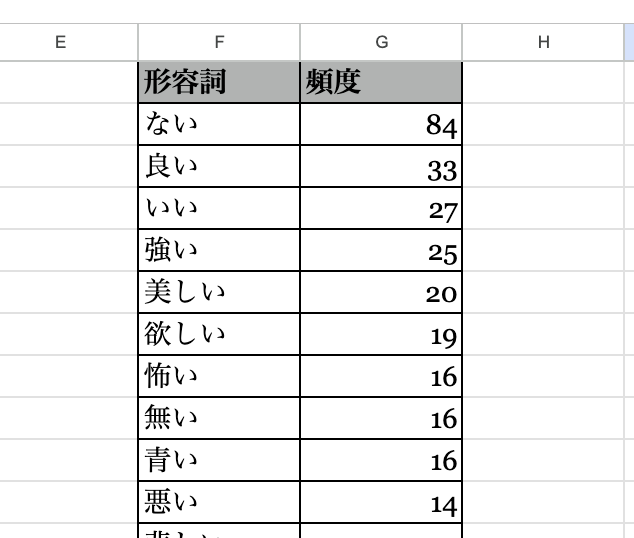 E F G H
形容詞 頻度
ない 84
良い 33
いい 27
強い 25
美しい 20
欲しい 19
怖い 16
無い 16
青い 16
悪い 14